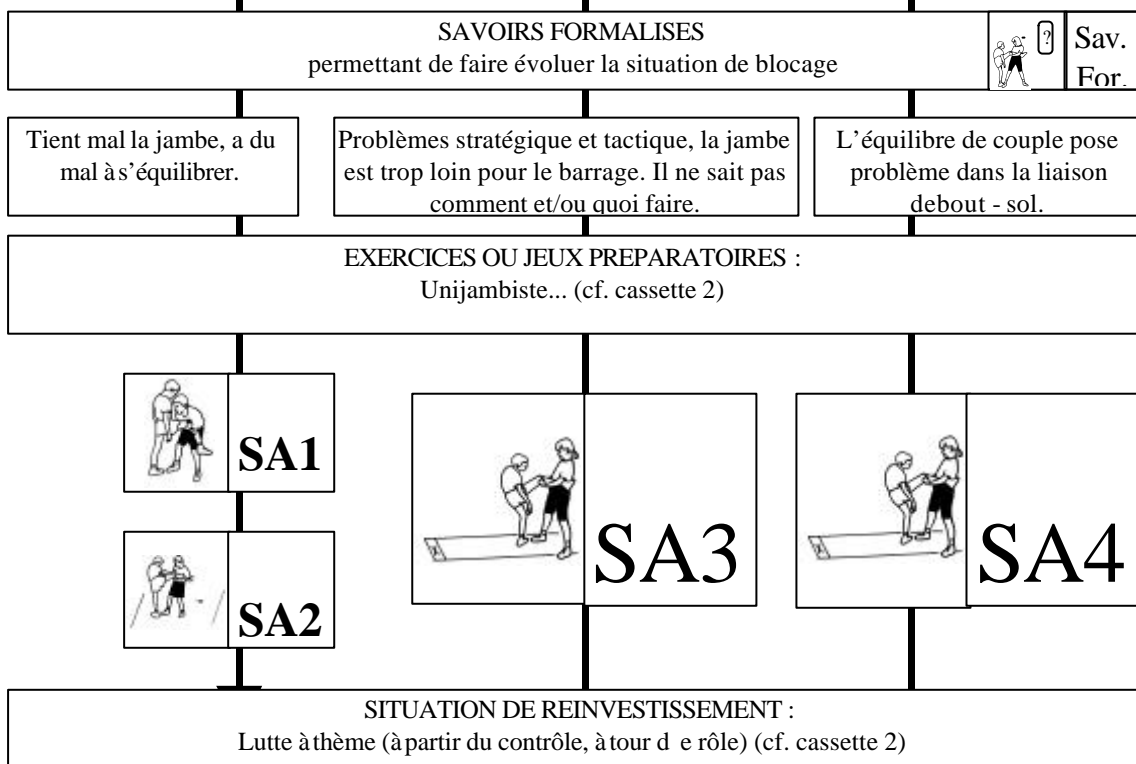 SAVOIRS FORMALISES
permettant de faire évoluer la situation de blocage
?
Sav.
For.
Tient mal la jambe, a du
mal à s'équilibrer.
Problèmes stratégique et tactique, la jambe
est trop loin pour le barrage. Il ne sait pas
comment et/ou quoi faire.
L'équilibre de couple pose
problème dans la liaison
debout - sol.
EXERCICES OU JEUX PREPARATOIRES :
Unijambiste... (cf. cassette 2)
SA1
SA2
SA3
SA4
SITUATION DE REINVESTISSEMENT :
Lutte à thème (à partir du contrôle, à tour d e rôle) (cf. cassette 2)